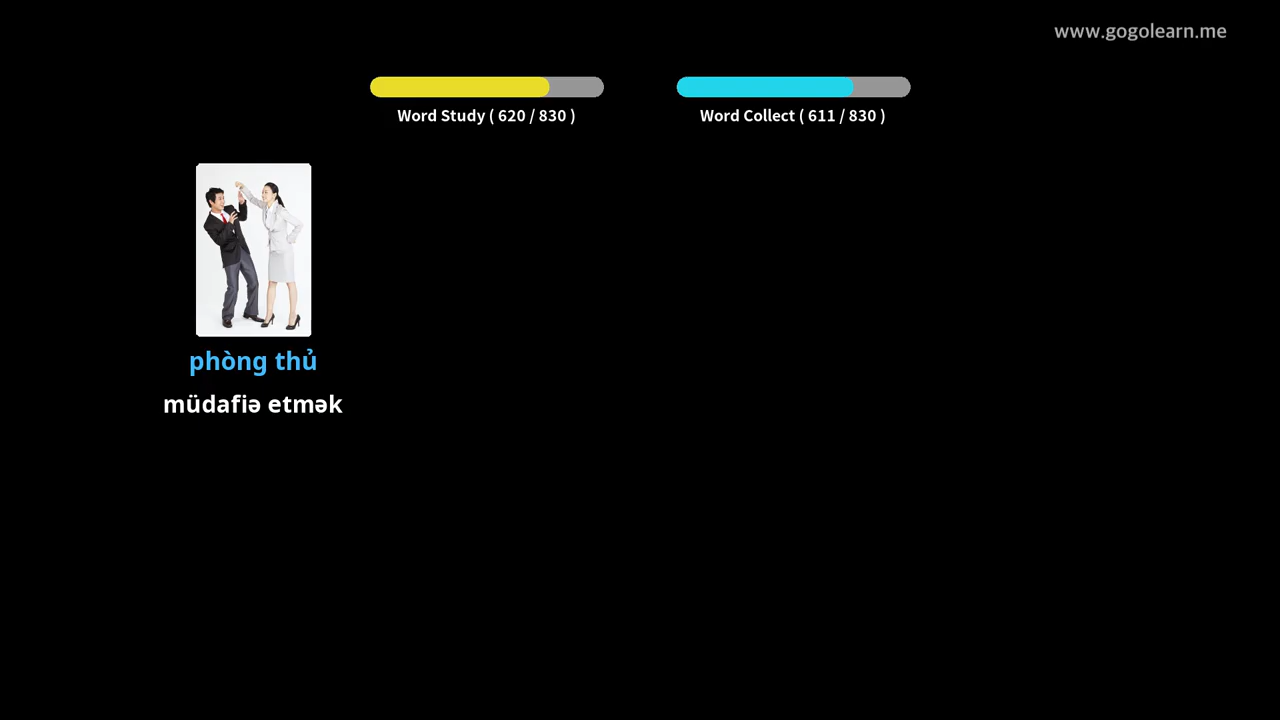 www.gogolearn.me
Word Study ( 620 / 830 )
Word Collect ( 611 / 830 )
phòng thủ
müdafiə etmək